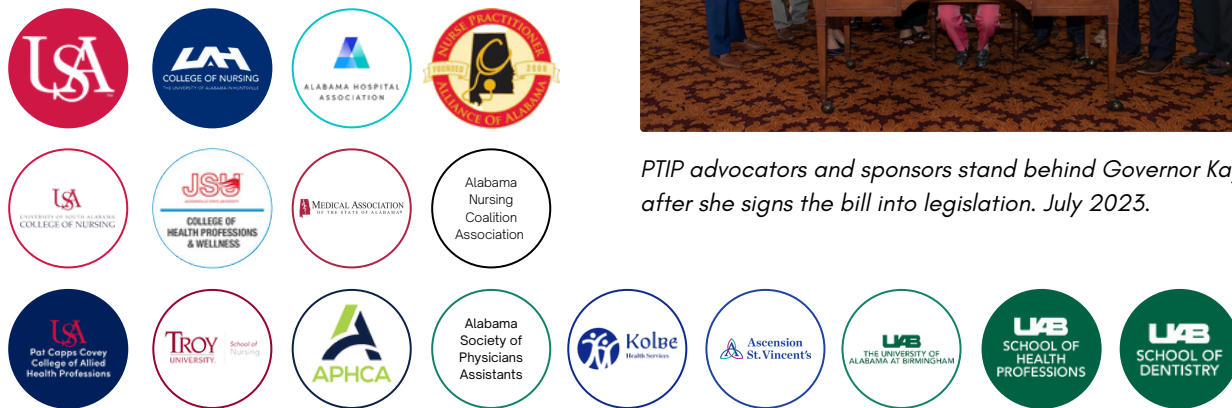 USA
UAH
COLLEGE OF NURSING
THE UNIVERSITY OF ALABAMA IN HUNTSVILLE
ALABAMA HOSPITAL
ASSOCIATION
NURSE PRACTITIONER
FOUNDED
ALLIANCE OF ALABAMA
PTIP advocators and sponsors stand behind Governor Ka
after she signs the bill into legislation. July 2023.
USA
UNIVERSITY OF SOUTH ALABAMA
COLLEGE OF NURSING
JSU
JACKSONVILLE STATE UNIVERSITY
COLLEGE OF
HEALTH PROFESSIONS
& WELLNESS
MEDICAL ASSOCIATION
OF THE STATE OF ALABAMA
Alabama
Nursing
Coalition
Association
USA
Pat Capps Covey
College of Allied
Health Professions
TROY
UNIVERSITY
School of
Nursing
APHCA
Alabama
Society of
Physicians
Assistants
Kolbe
Health Services
Ascension
St.Vincent's
UAB
THE UNIVERSITY OF
ALABAMA AT BIRMINGHAM
UAB
SCHOOL OF
HEALTH
PROFESSIONS
UAB
SCHOOL OF
DENTISTRY